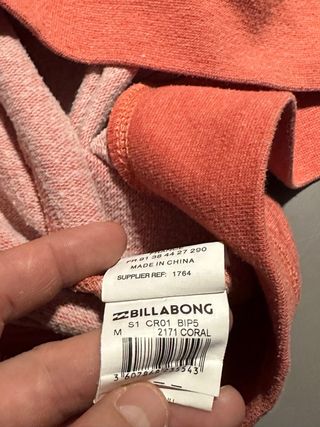 FR.91 38 44 27 290
MADE IN CHINA
SUPPLIER REF: 1764
BILLABONG
S1 CR01 BIP5
M 2171 CORAL